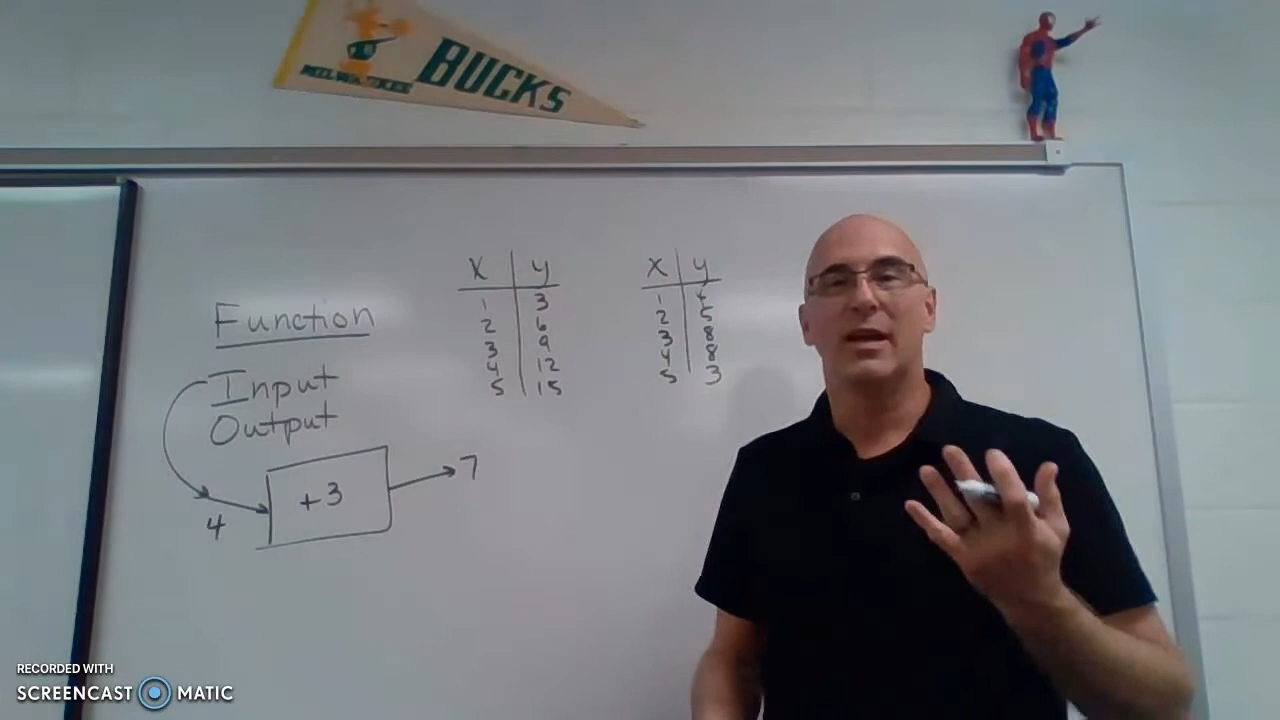 MILWAUKEE
BUCKS
Function
Input
Output
4
+3
7
x y
1 3
2 6
3 9
4 12
5 15
x y
1
2 5
3 8
4 8
5 3
RECORDED WITH
SCREENCAST MATIC